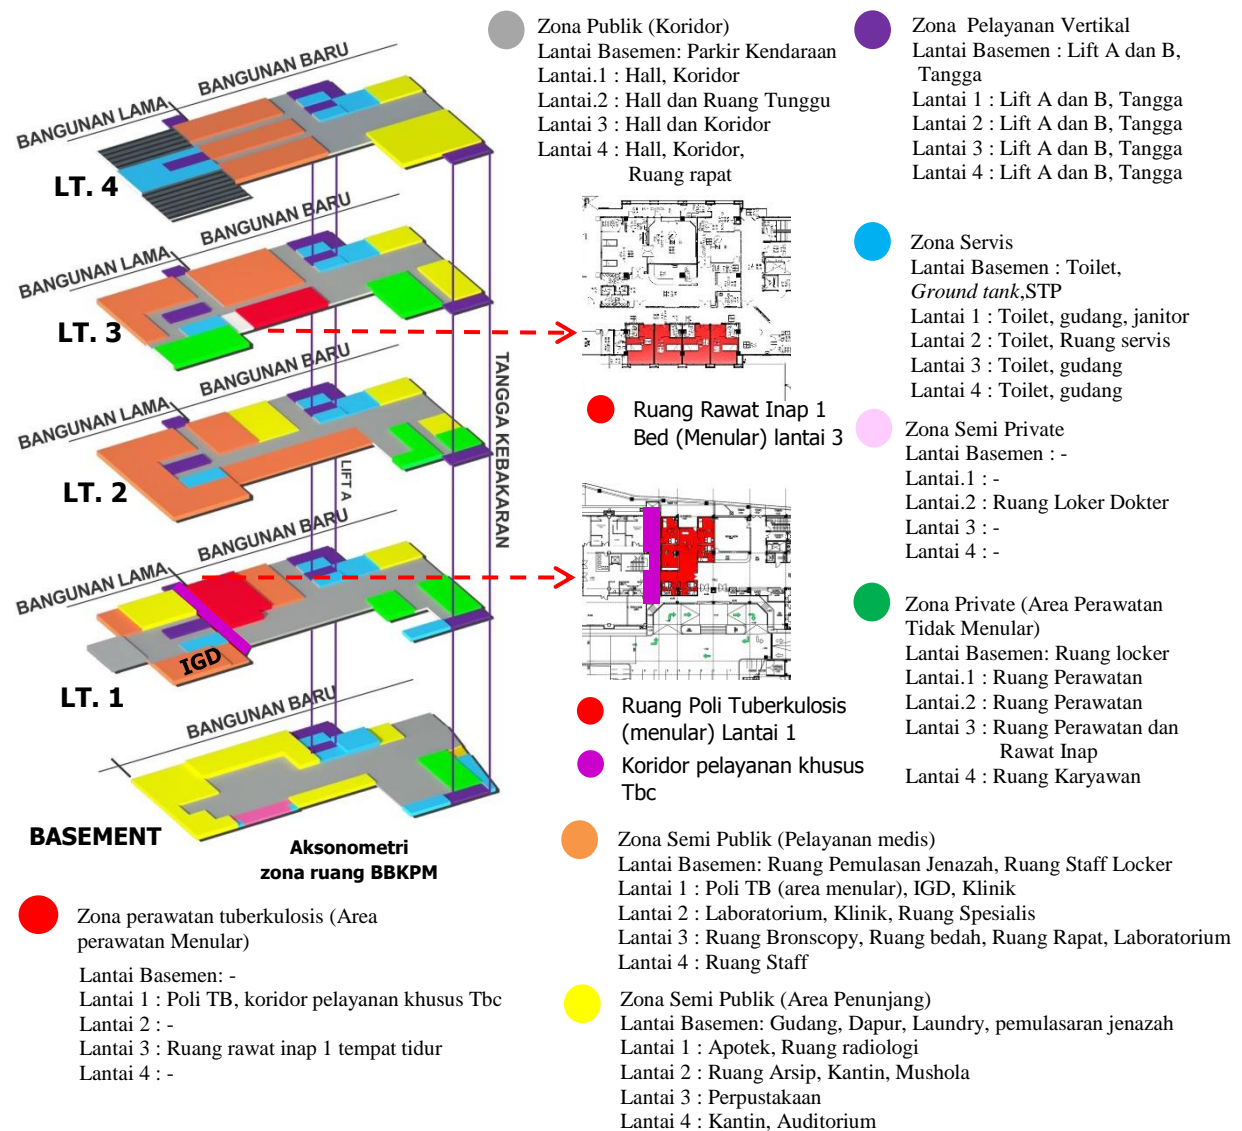 BANGUNAN BARU
BANGUNAN LAMA
LT. 4
BANGUNAN BARU
BANGUNAN LAMA
LT. 3
BANGUNAN BARU
BANGUNAN LAMA
LT. 2
BANGUNAN BARU
BANGUNAN LAMA
IGD
LT. 1
BANGUNAN BARU
BASEMENT
LIFT A
TANGGA KEBAKARAN
Aksonometri
zona ruang BBKPM
Zona perawatan tuberkulosis (Area
perawatan Menular)
Lantai Basemen: -
Lantai 1 : Poli TB, koridor pelayanan khusus Tbc
Lantai 2 : -
Lantai 3 : Ruang rawat inap 1 tempat tidur
Lantai 4 : -
Zona Publik (Koridor)
Lantai Basemen: Parkir Kendaraan
Lantai.1 : Hall, Koridor
Lantai.2 : Hall dan Ruang Tunggu
Lantai 3 : Hall dan Koridor
Lantai 4 : Hall, Koridor,
Ruang rapat
Ruang Rawat Inap 1
Bed (Menular) lantai 3
Ruang Poli Tuberkulosis
(menular) Lantai 1
Koridor pelayanan khusus
Tbc
Zona  Pelayanan Vertikal
Lantai Basemen : Lift A dan B,
Tangga
Lantai 1 : Lift A dan B, Tangga
Lantai 2 : Lift A dan B, Tangga
Lantai 3 : Lift A dan B, Tangga
Lantai 4 : Lift A dan B, Tangga
Zona Servis
Lantai Basemen : Toilet,
Ground tank,STP
Lantai 1 : Toilet, gudang, janitor
Lantai 2 : Toilet, Ruang servis
Lantai 3 : Toilet, gudang
Lantai 4 : Toilet, gudang
Zona Semi Private
Lantai Basemen : -
Lantai.1 : -
Lantai.2 : Ruang Loker Dokter
Lantai 3 : -
Lantai 4 : -
Zona Private (Area Perawatan
Tidak Menular)
Lantai Basemen: Ruang locker
Lantai.1 : Ruang Perawatan
Lantai.2 : Ruang Perawatan
Lantai 3 : Ruang Perawatan dan
Rawat Inap
Lantai 4 : Ruang Karyawan
Zona Semi Publik (Pelayanan medis)
Lantai Basemen: Ruang Pemulasan Jenazah, Ruang Staff Locker
Lantai 1 : Poli TB (area menular), IGD, Klinik
Lantai 2 : Laboratorium, Klinik, Ruang Spesialis
Lantai 3 : Ruang Bronscopy, Ruang bedah, Ruang Rapat, Laboratorium
Lantai 4 : Ruang Staff
Zona Semi Publik (Area Penunjang)
Lantai Basemen: Gudang, Dapur, Laundry, pemulasaran jenazah
Lantai 1 : Apotek, Ruang radiologi
Lantai 2 : Ruang Arsip, Kantin, Mushola
Lantai 3 : Perpustakaan
Lantai 4 : Kantin, Auditorium